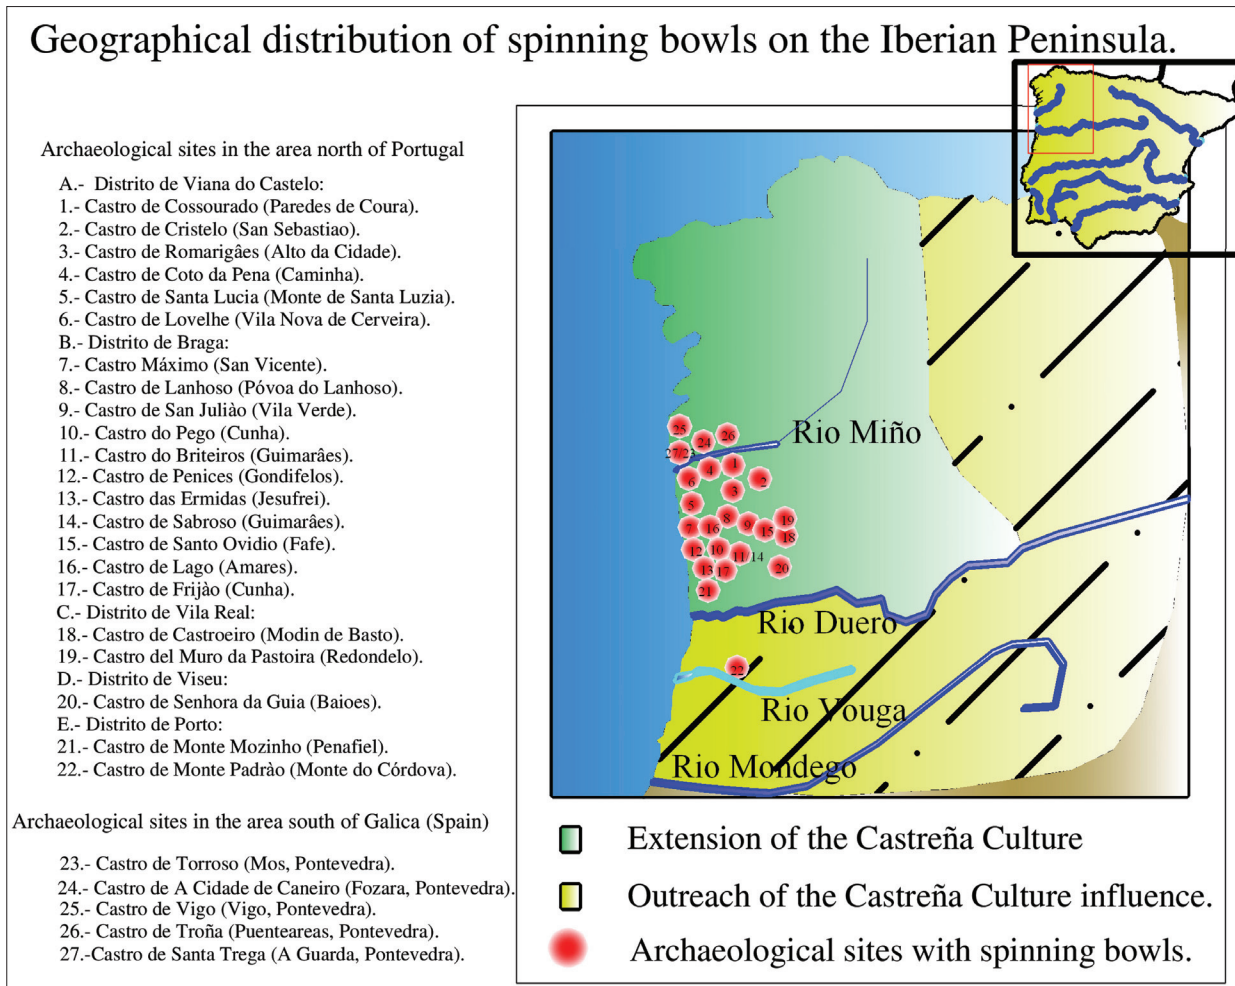 Geographical distribution of spinning bowls on the Iberian Peninsula.
Archaeological sites in the area north of Portugal
A.- Distrito de Viana do Castelo:
1.- Castro de Cossourado (Paredes de Coura).
2.- Castro de Cristelo (San Sebastiao).
3.- Castro de Romarigâes (Alto da Cidade).
4.- Castro de Coto da Pena (Caminha).
5.- Castro de Santa Lucia (Monte de Santa Luzia).
6.- Castro de Lovelhe (Vila Nova de Cerveira).
B.- Distrito de Braga:
7.- Castro Máximo (San Vicente).
8.- Castro de Lanhoso (Póvoa do Lanhoso).
9.- Castro de San Juliào (Vila Verde).
10.- Castro do Pego (Cunha).
11.- Castro do Briteiros (Guimarâes).
12.- Castro de Penices (Gondifelos).
13.- Castro das Ermidas (Jesufrei).
14.- Castro de Sabroso (Guimarâes).
15.- Castro de Santo Ovidio (Fafe).
16.- Castro de Lago (Amares).
17.- Castro de Frijào (Cunha).
C.- Distrito de Vila Real:
18.- Castro de Castroeiro (Modin de Basto).
19.- Castro del Muro da Pastoira (Redondelo).
D.- Distrito de Viseu:
20.- Castro de Senhora da Guia (Baioes).
E.- Distrito de Porto:
21.- Castro de Monte Mozinho (Penafiel).
22.- Castro de Monte Padrào (Monte do Córdova).
Archaeological sites in the area south of Galica (Spain)
23.- Castro de Torroso (Mos, Pontevedra).
24.- Castro de A Cidade de Caneiro (Fozara, Pontevedra).
25.- Castro de Vigo (Vigo, Pontevedra).
26.- Castro de Troña (Puenteareas, Pontevedra).
27.-Castro de Santa Trega (A Guarda, Pontevedra).
25
24
26
Rio Miño
27/23
4
1
6
3
2
5
8
7
16
9
15
19
18
12
10
11/14
13
17
20
21
Rio Duero
22
Rio Vouga
Rio Mondego
Extension of the Castreña Culture
Outreach of the Castreña Culture influence.
Archaeological sites with spinning bowls.